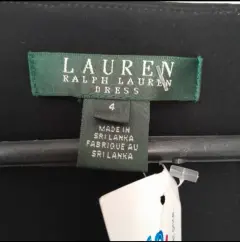 LAUREN
RALPH LAUREN
DRESS
4
MADE IN
SRI LANKA
FABRIQUÉ AU
SRI LANKA